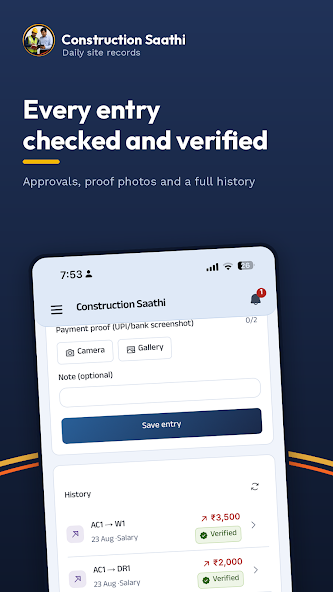 Construction Saathi
Daily site records
Every entry
checked and verified
Approvals, proof photos and a full history
7:53
26
Construction Saathi
1
Payment proof (UPI/bank screenshot)
0/2
Camera
Gallery
Note (optional)
Save entry
History
AC1 → W1
↗ ₹3,500
23 Aug · Salary
Verified
AC1 → DR1
↗ ₹2,000
23 Aug · Salary
Verified